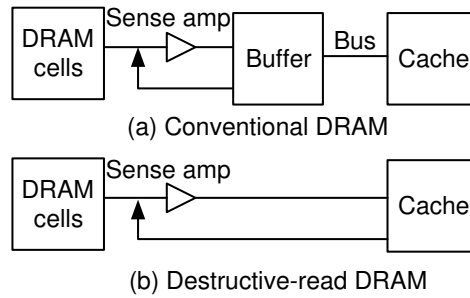 Sense amp
DRAM
cells
Buffer
Bus
Cache
(a) Conventional DRAM
Sense amp
DRAM
cells
Cache
(b) Destructive-read DRAM